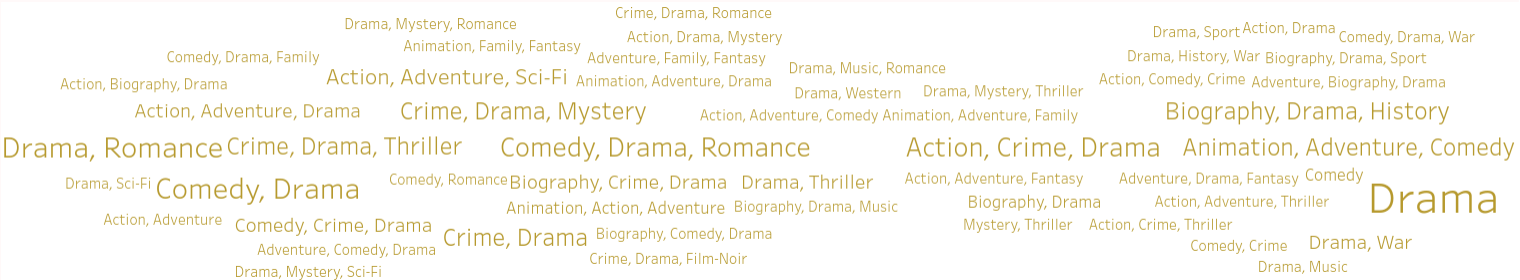 Crime, Drama, Romance
Drama, Mystery, Romance
Action, Drama
Drama, Sport
Action, Drama, Mystery
Comedy, Drama, War
Animation, Family, Fantasy
Comedy, Drama, Family
Adventure, Family, Fantasy
Drama, History, War
Biography, Drama, Sport
Drama, Music, Romance
Action, Adventure, Sci-Fi
Action, Comedy, Crime
Action, Biography, Drama
Animation, Adventure, Drama
Adventure, Biography, Drama
Drama, Western
Drama, Mystery, Thriller
Action, Adventure, Drama
Crime, Drama, Mystery
Action, Adventure, Comedy
Animation, Adventure, Family
Biography, Drama, History
Drama, Romance
Crime, Drama, Thriller
Comedy, Drama, Romance
Action, Crime, Drama
Animation, Adventure, Comedy
Drama, Sci-Fi
Comedy, Drama
Comedy, Romance
Biography, Crime, Drama
Drama, Thriller
Action, Adventure, Fantasy
Adventure, Drama, Fantasy
Comedy
Drama
Animation, Action, Adventure
Biography, Drama, Music
Biography, Drama
Action, Adventure, Thriller
Action, Adventure
Comedy, Crime, Drama
Mystery, Thriller
Action, Crime, Thriller
Crime, Drama
Biography, Comedy, Drama
Comedy, Crime
Drama, War
Adventure, Comedy, Drama
Crime, Drama, Film-Noir
Drama, Music
Drama, Mystery, Sci-Fi